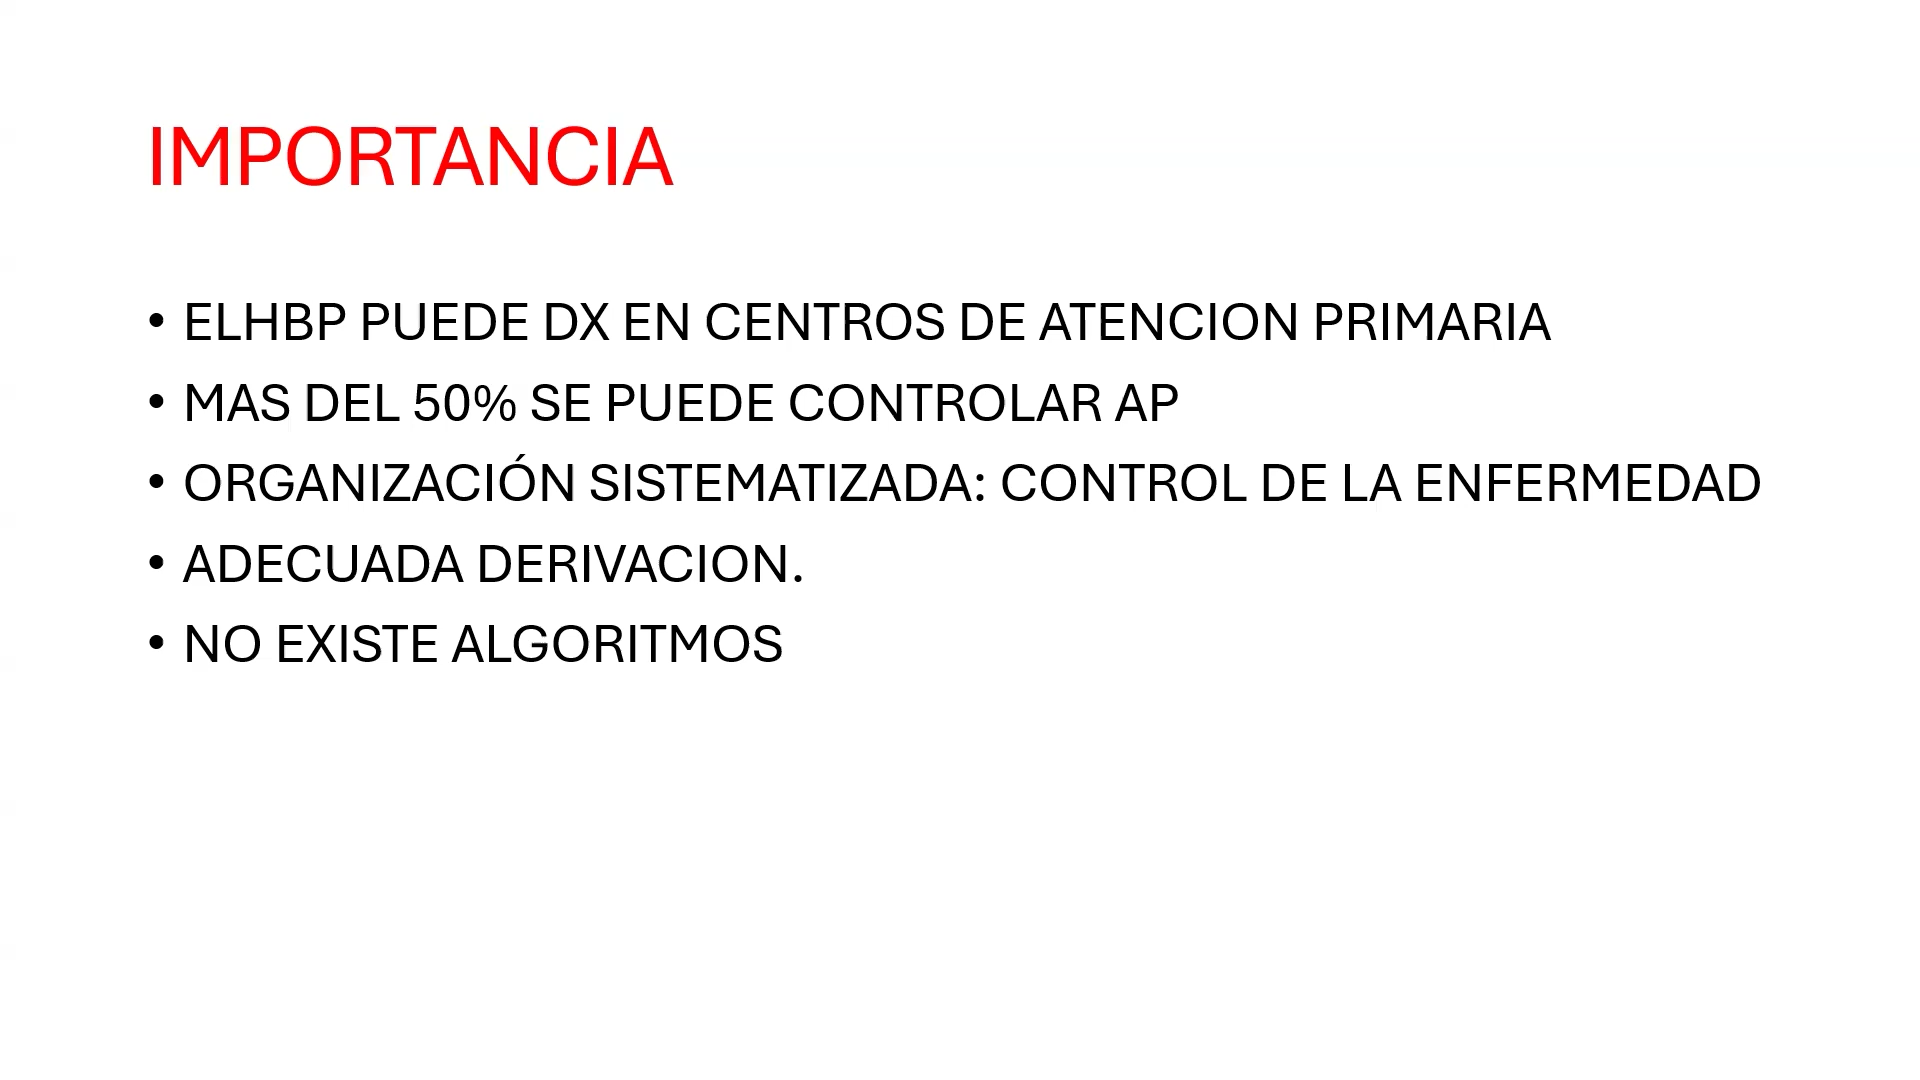 IMPORTANCIA
• ELHBP PUEDE DX EN CENTROS DE ATENCION PRIMARIA
• MAS DEL 50% SE PUEDE CONTROLAR AP
• ORGANIZACIÓN SISTEMATIZADA: CONTROL DE LA ENFERMEDAD
• ADECUADA DERIVACION.
• NO EXISTE ALGORITMOS